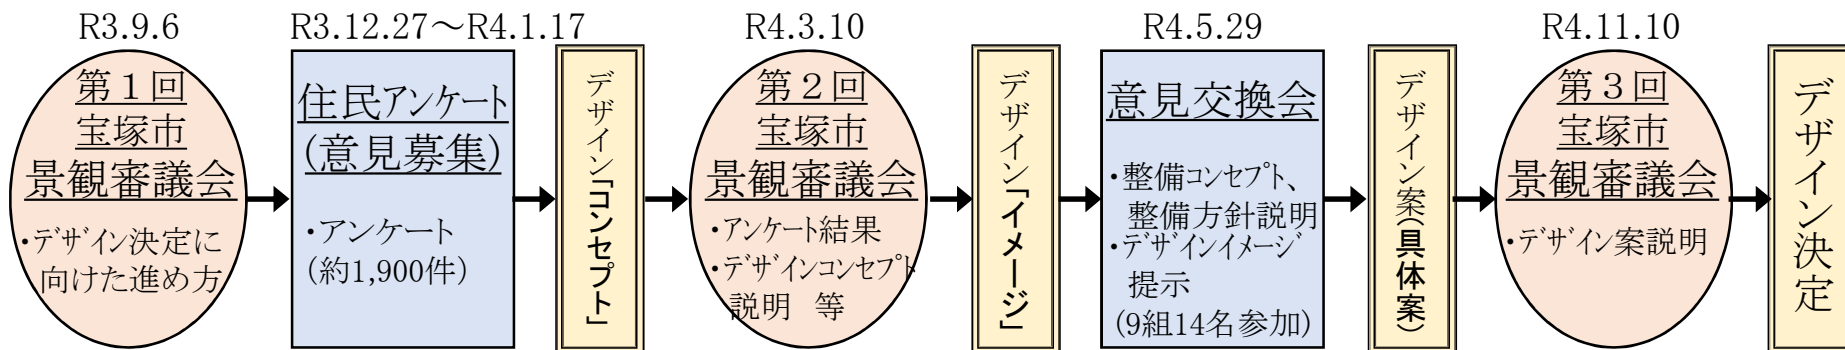 R3.9.6
第１回
宝塚市
景観審議会
・デザイン決定に
向けた進め方
R3.12.27～R4.1.17
住民アンケート
(意見募集)
・アンケート
(約1,900件)
デザイン「コンセプト」
R4.3.10
第２回
宝塚市
景観審議会
・アンケート結果
・デザインコンセプト
説明　等
デザイン「イメージ」
R4.5.29
意見交換会
・整備コンセプト、
整備方針説明
・デザインイメージ
提示
(9組14名参加)
デザイン案(具体案)
R4.11.10
第３回
宝塚市
景観審議会
・デザイン案説明
デザイン決定